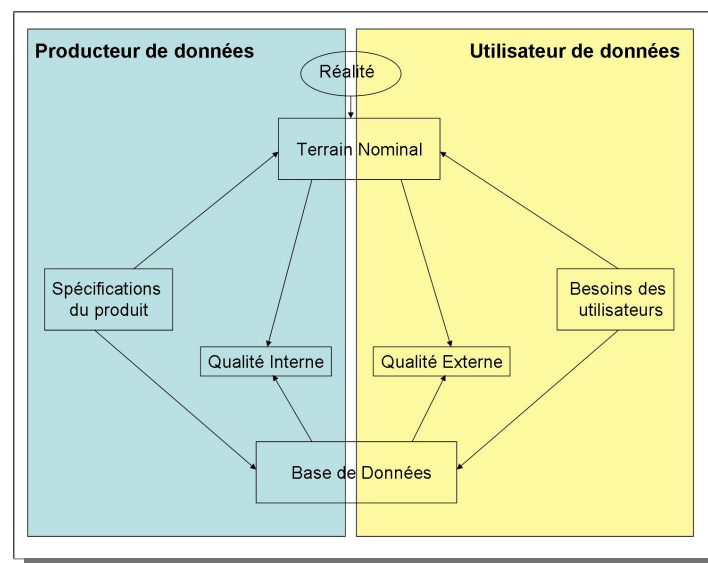 Producteur de données
Utilisateur de données
Réalité
Terrain Nominal
Spécifications
du produit
Besoins des
utilisateurs
Qualité Interne
Qualité Externe
Base de Données